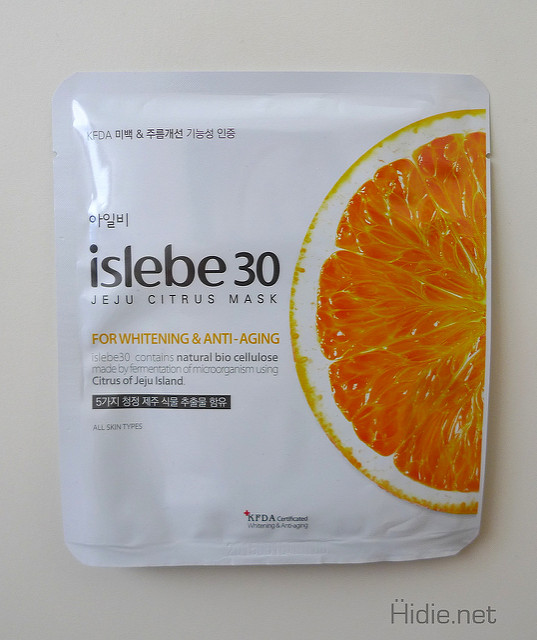 KFDA 미백 & 주름개선 기능성 인증
아일비
islebe 30
JEJU CITRUS MASK
FOR WHITENING & ANTI-AGING
islebe30 contains natural bio cellulose
made by fermentation of microorganism using
Citrus of Jeju Island.
5가지 청정 제주 식물 추출물 함유
ALL SKIN TYPES
KFDA Certificated
Whitening & Anti-aging
Hidie.net